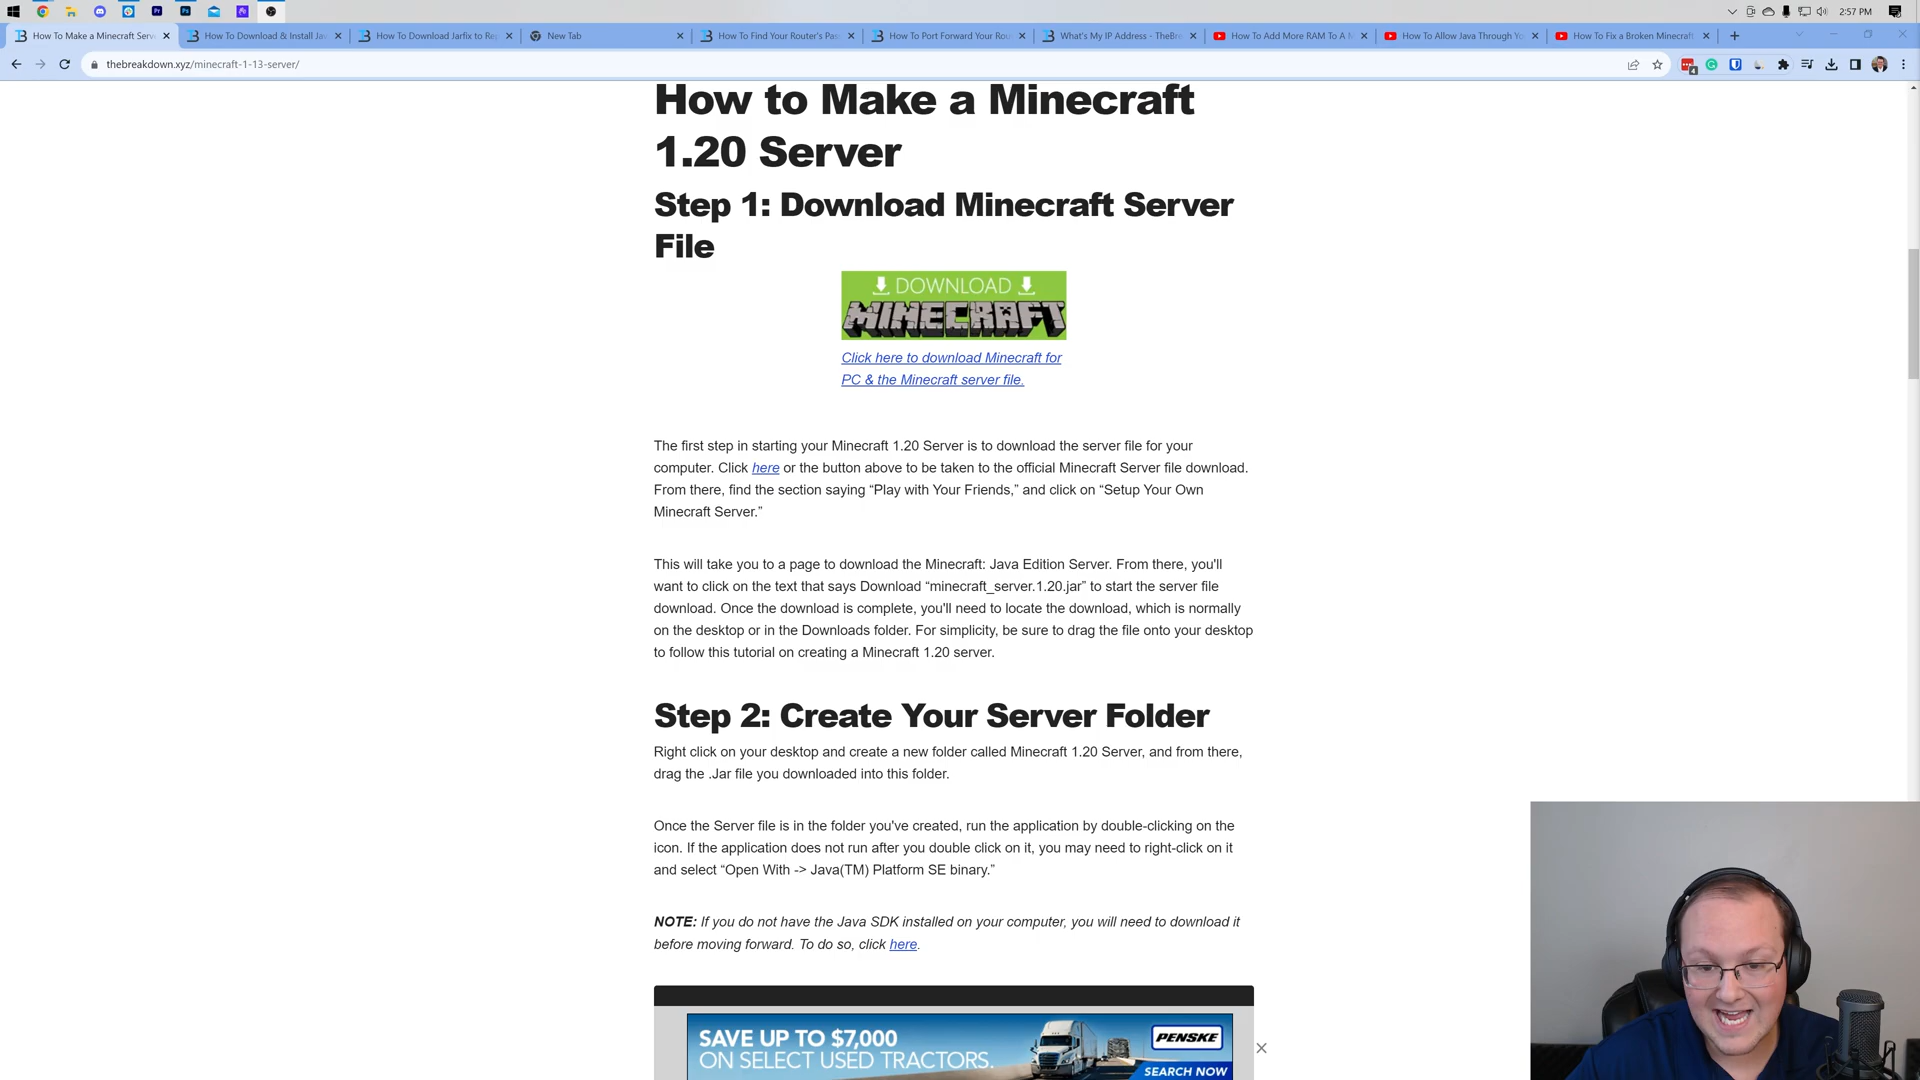 2:57 PM
How To Make a Minecraft Serv
How To Download & Install Jav
How To Download Jarfix to Rep
New Tab
How To Find Your Router's Pas
How To Port Forward Your Rou
What's My IP Address - TheBre
How To Add More RAM To A M
How To Allow Java Through Yo
How To Fix a Broken Minecraft
thebreakdown.xyz/minecraft-1-13-server/
How to Make a Minecraft
1.20 Server
Step 1: Download Minecraft Server
File
DOWNLOAD
MINECRAFT
Click here to download Minecraft for
PC & the Minecraft server file.
The first step in starting your Minecraft 1.20 Server is to download the server file for your
computer. Click here or the button above to be taken to the official Minecraft Server file download.
From there, find the section saying “Play with Your Friends,” and click on “Setup Your Own
Minecraft Server.”
This will take you to a page to download the Minecraft: Java Edition Server. From there, you'll
want to click on the text that says Download “minecraft_server.1.20.jar” to start the server file
download. Once the download is complete, you'll need to locate the download, which is normally
on the desktop or in the Downloads folder. For simplicity, be sure to drag the file onto your desktop
to follow this tutorial on creating a Minecraft 1.20 server.
Step 2: Create Your Server Folder
Right click on your desktop and create a new folder called Minecraft 1.20 Server, and from there,
drag the .Jar file you downloaded into this folder.
Once the Server file is in the folder you've created, run the application by double-clicking on the
icon. If the application does not run after you double click on it, you may need to right-click on it
and select “Open With -> Java(TM) Platform SE binary.”
NOTE: If you do not have the Java SDK installed on your computer, you will need to download it
before moving forward. To do so, click here.
SAVE UP TO $7,000
ON SELECT USED TRACTORS.
PENSKE
SEARCH NOW